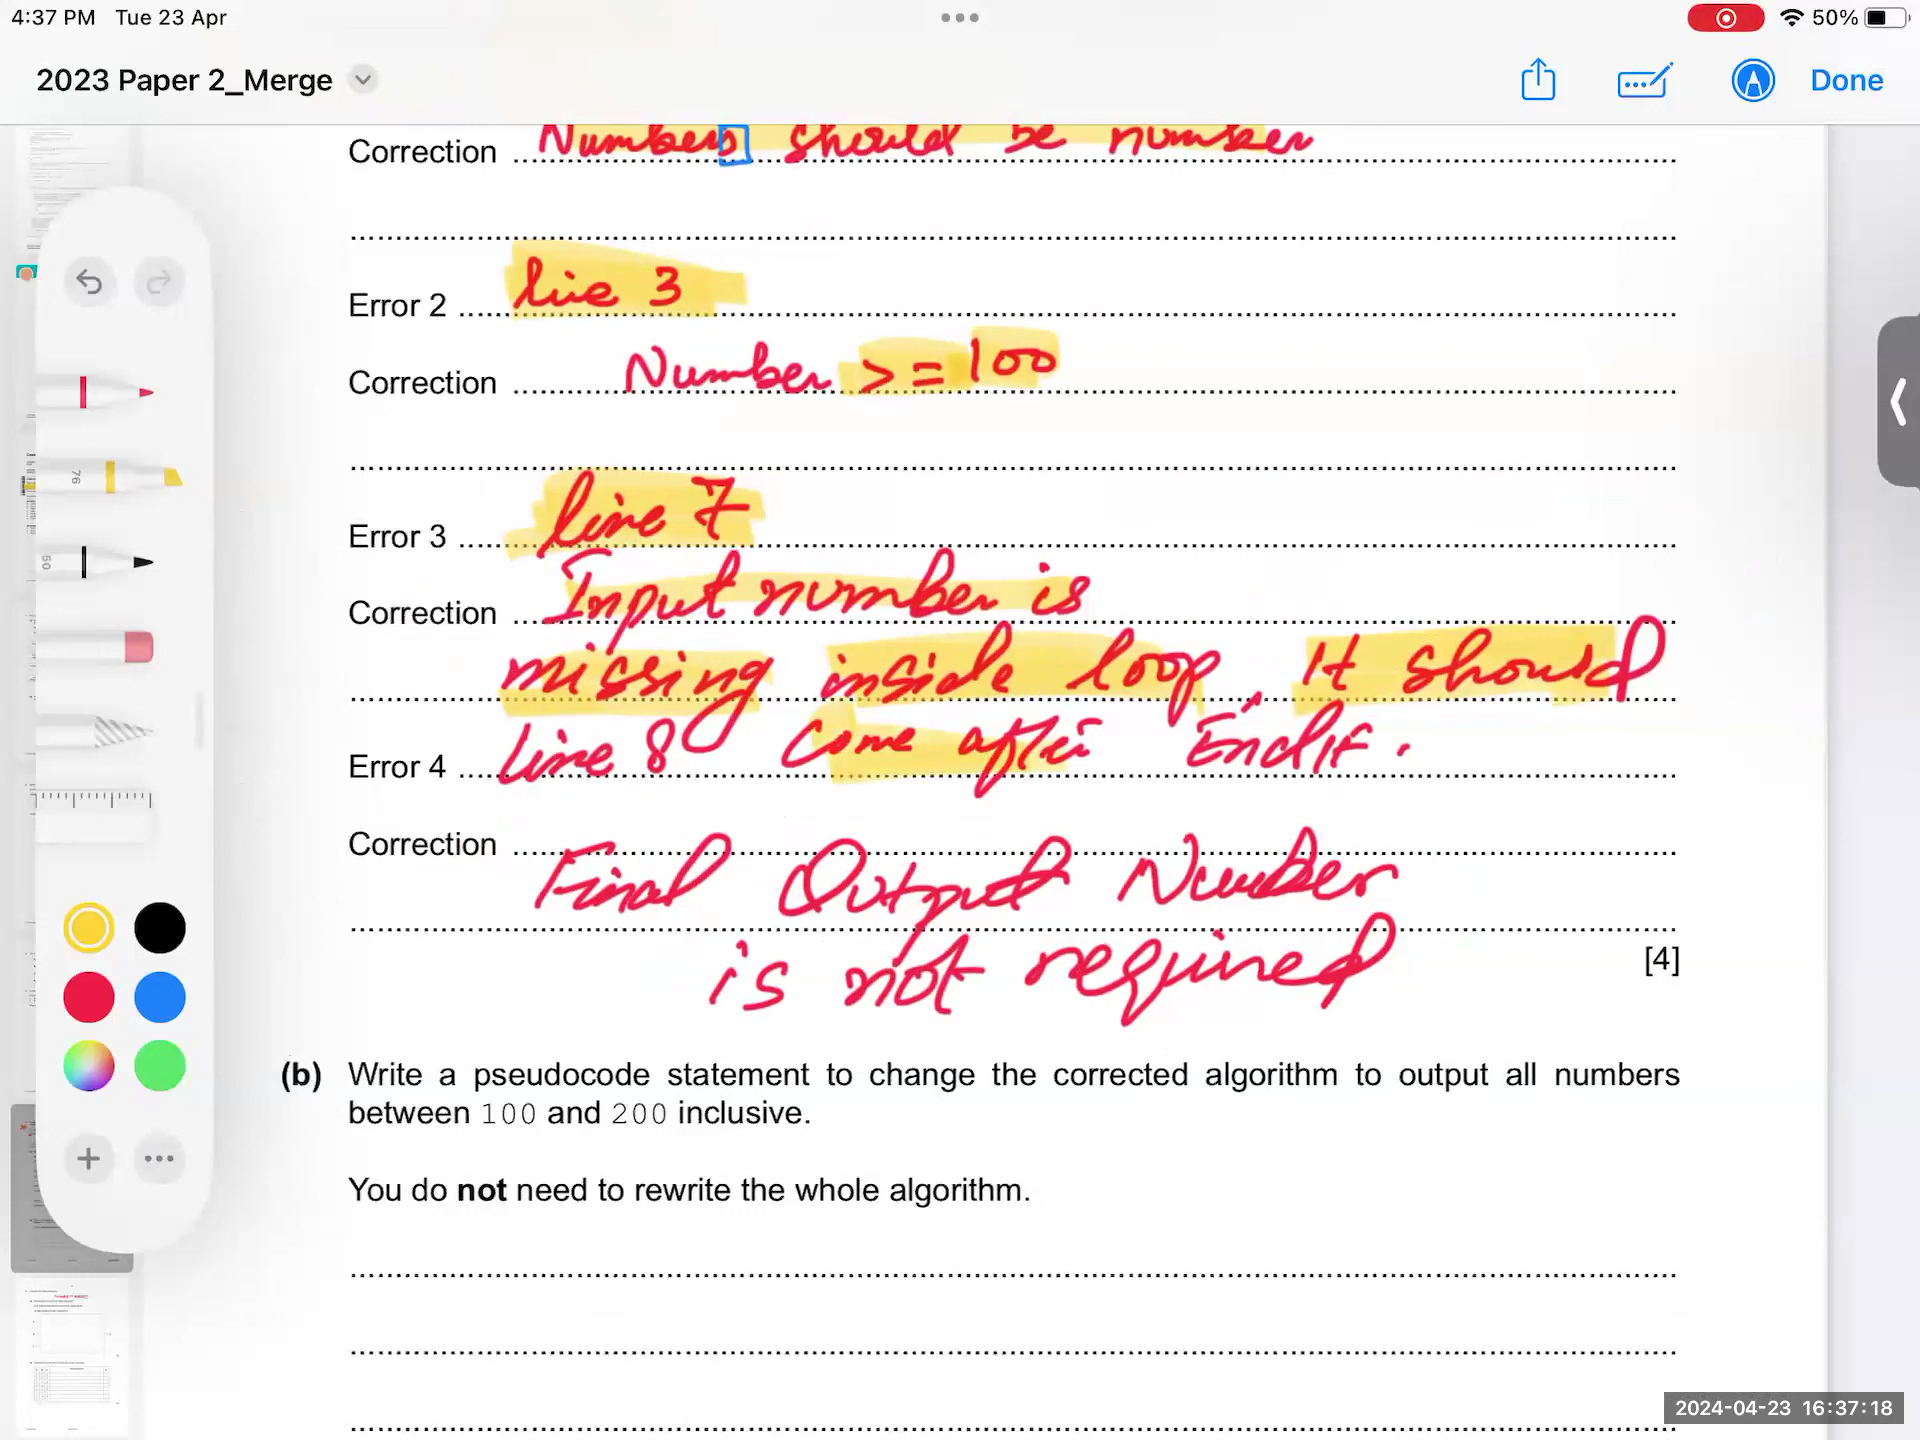 4:37 PM Tue 23 Apr
50%
2023 Paper 2_Merge
Done
Correction Numbers should be number
Error 2 line 3
Correction Number >= 100
Error 3 line 7
Correction Input number is
missing inside loop, It should
come after EndIf.
Error 4 line 8
Correction Final Output Number
is not required
[4]
(b) Write a pseudocode statement to change the corrected algorithm to output all numbers
between 100 and 200 inclusive.
You do not need to rewrite the whole algorithm.
76
50
2024-04-23 16:37:18